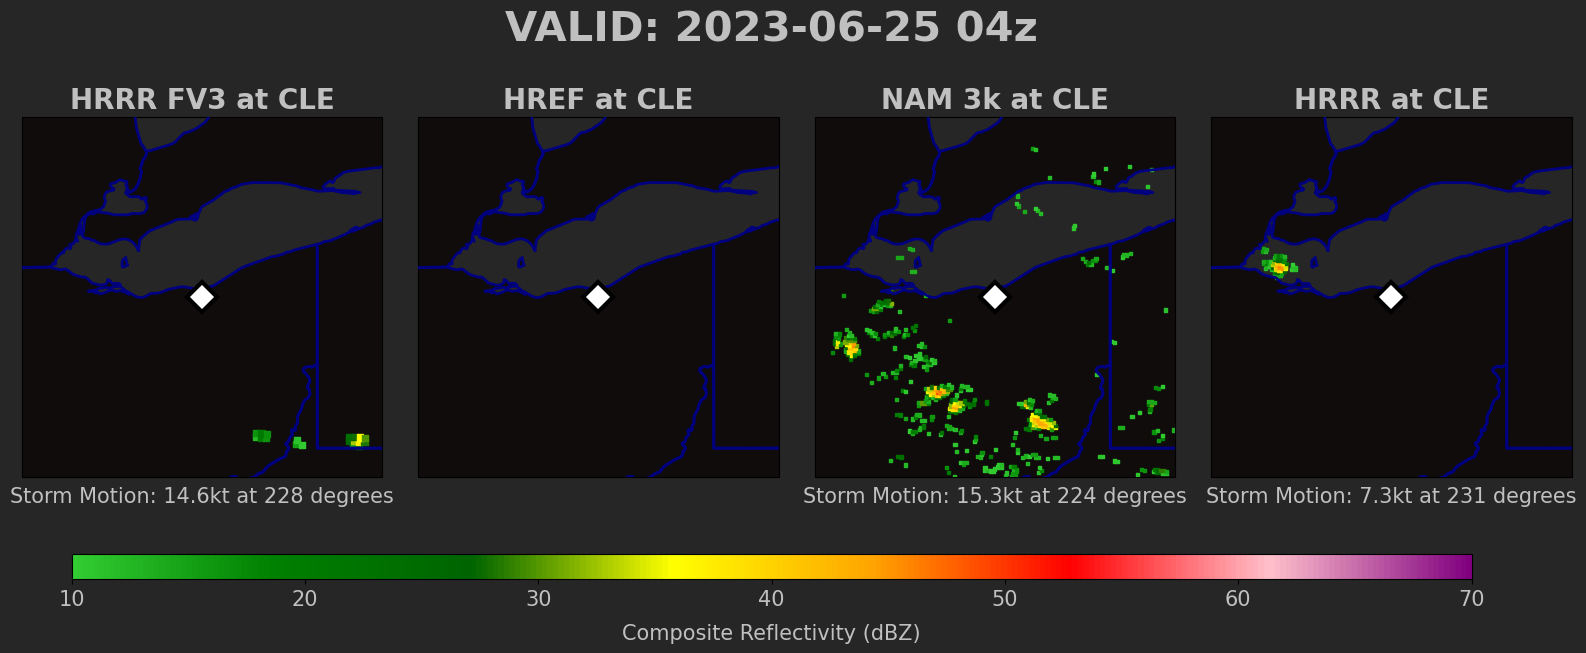 VALID: 2023-06-25 04z
HRRR FV3 at CLE
HREF at CLE
NAM 3k at CLE
HRRR at CLE
Storm Motion: 14.6kt at 228 degrees
Storm Motion: 15.3kt at 224 degrees
Storm Motion: 7.3kt at 231 degrees
10 20 30 40 50 60 70
Composite Reflectivity (dBZ)